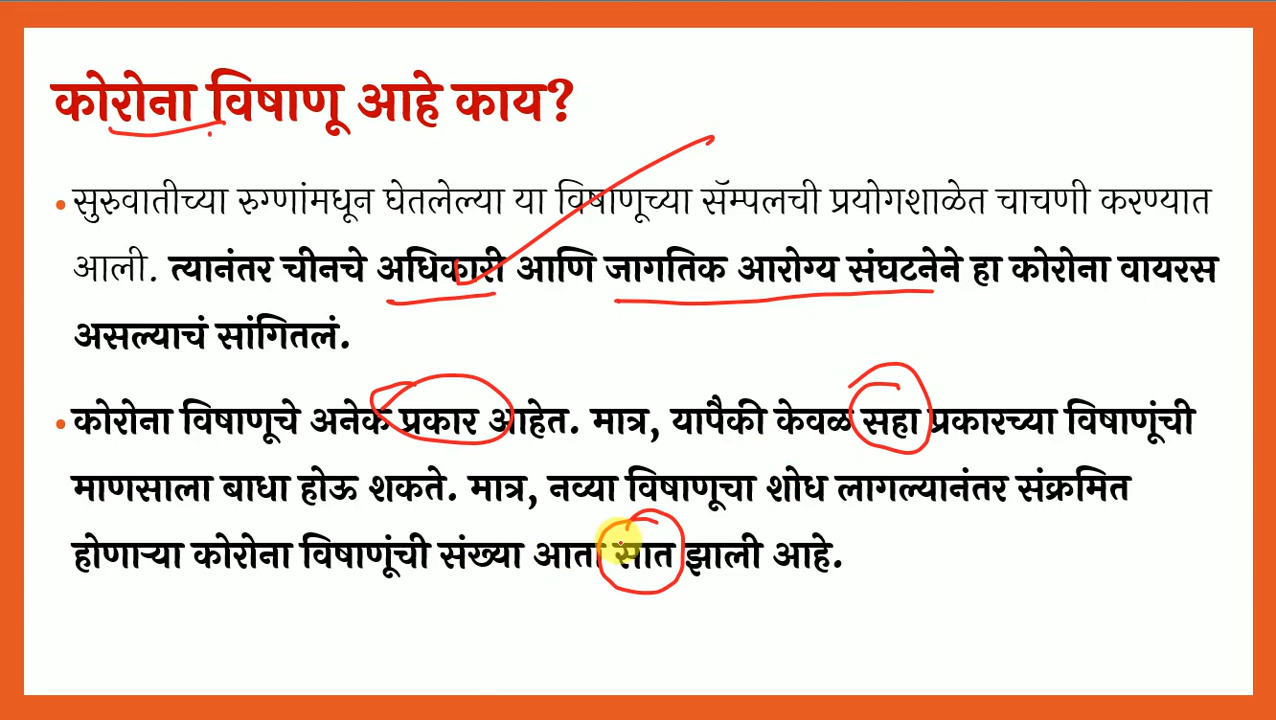 कोरोना विषाणू आहे काय?
•सुरुवातीच्या रुग्णांमधून घेतलेल्या या विषाणूच्या सॅम्पलची प्रयोगशाळेत चाचणी करण्यात
आली. त्यानंतर चीनचे अधिकारी आणि जागतिक आरोग्य संघटनेने हा कोरोना वायरस
असल्याचं सांगितलं.
•कोरोना विषाणूचे अनेक प्रकार आहेत. मात्र, यापैकी केवळ सहा प्रकारच्या विषाणूंची
माणसाला बाधा होऊ शकते. मात्र, नव्या विषाणूचा शोध लागल्यानंतर संक्रमित
होणाऱ्या कोरोना विषाणूंची संख्या आता सात झाली आहे.